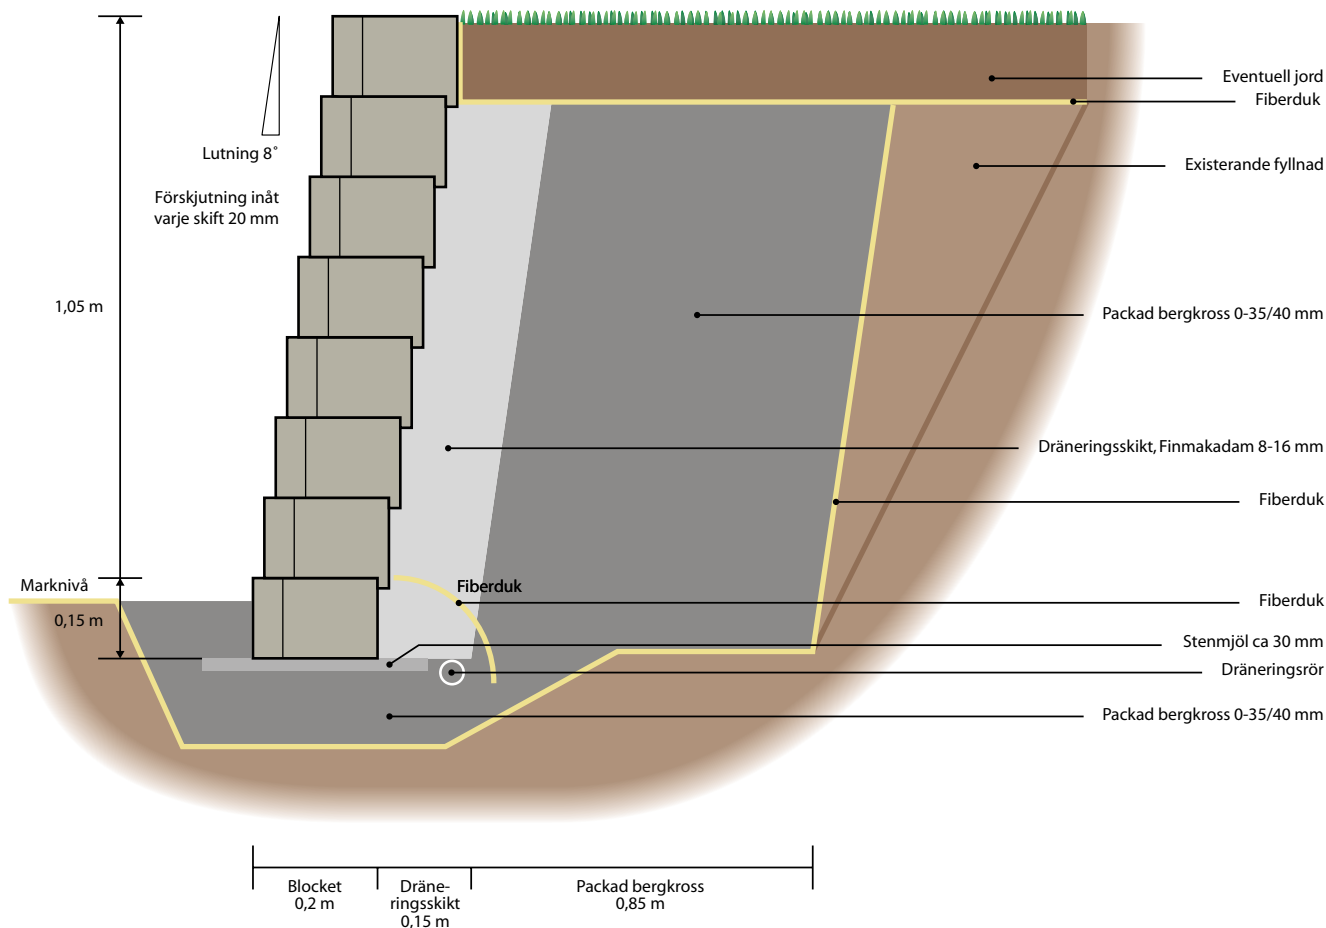 Eventuell jord
Fiberduk
Lutning 8˚
Existerande fyllnad
Förskjutning inåt
varje skift 20 mm
1,05 m
Packad bergkross 0-35/40 mm
Dräneringsskikt, Finmakadam 8-16 mm
Fiberduk
Marknivå
Fiberduk
Fiberduk
0,15 m
Stenmjöl ca 30 mm
Dräneringsrör
Packad bergkross 0-35/40 mm
Blocket
0,2 m
Dräne-
ringsskikt
0,15 m
Packad bergkross
0,85 m